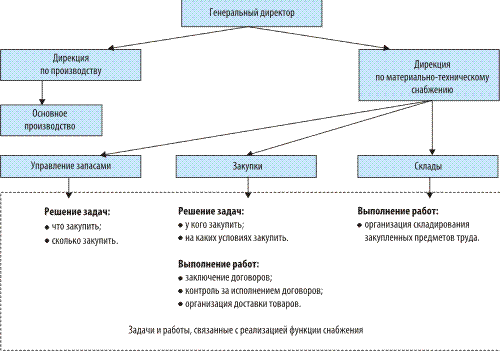 Генеральный директор
Дирекция
по производству
Дирекция
по материально-техническому
снабжению
Основное
производство
Управление запасами
Закупки
Склады
Решение задач:
• что закупить;
• сколько закупить.
Решение задач:
• у кого закупить;
• на каких условиях закупить.
Выполнение работ:
• заключение договоров;
• контроль за исполнением договоров;
• организация доставки товаров.
Выполнение работ:
• организация складирования
закупленных предметов труда.
Задачи и работы, связанные с реализацией функции снабжения